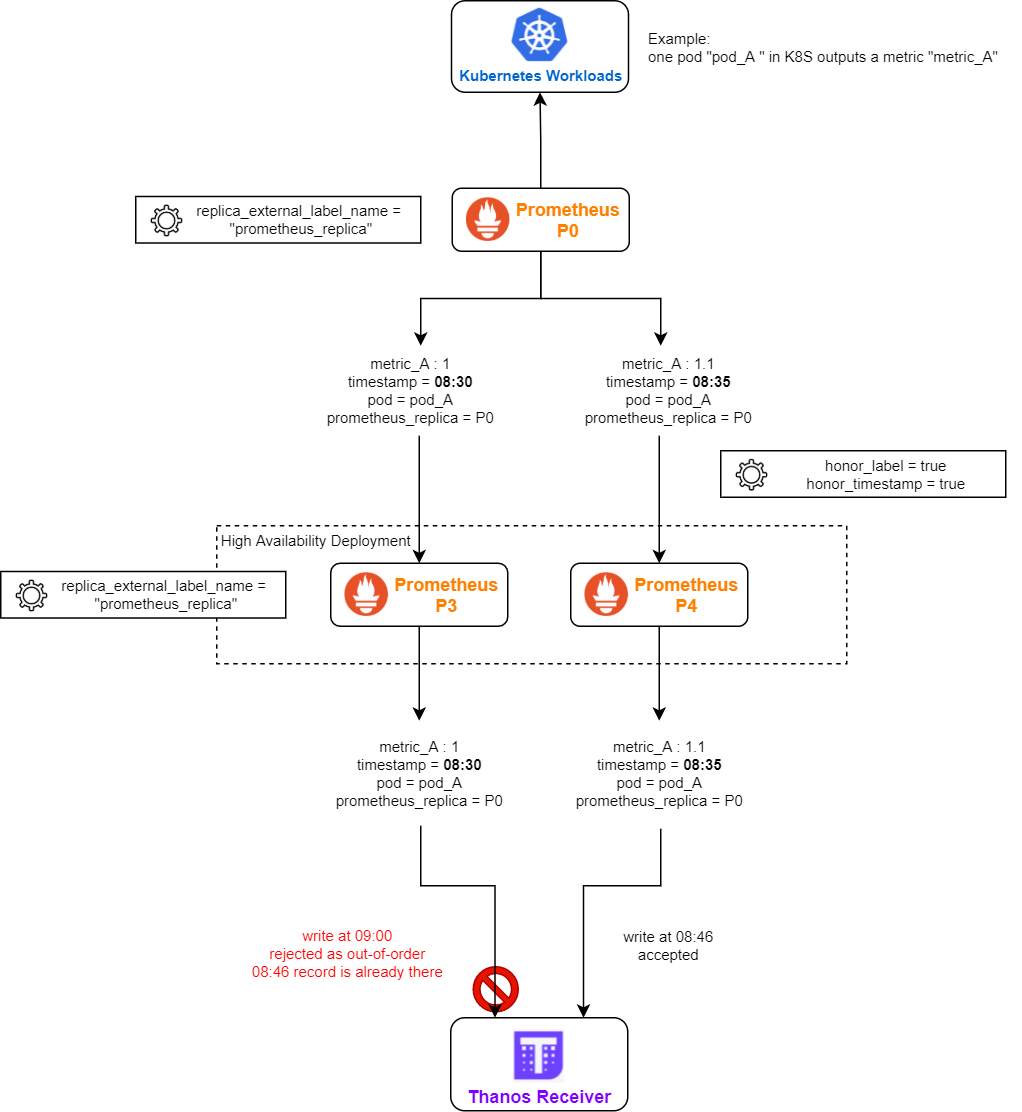 Kubernetes Workloads
Example:
one pod "pod_A " in K8S outputs a metric "metric_A"
replica_external_label_name =
"prometheus_replica"
Prometheus
P0
metric_A : 1
timestamp = 08:30
pod = pod_A
prometheus_replica = P0
metric_A : 1.1
timestamp = 08:35
pod = pod_A
prometheus_replica = P0
honor_label = true
honor_timestamp = true
High Availability Deployment
replica_external_label_name =
"prometheus_replica"
Prometheus
P3
Prometheus
P4
metric_A : 1
timestamp = 08:30
pod = pod_A
prometheus_replica = P0
metric_A : 1.1
timestamp = 08:35
pod = pod_A
prometheus_replica = P0
write at 09:00
rejected as out-of-order
08:46 record is already there
write at 08:46
accepted
T
Thanos Receiver